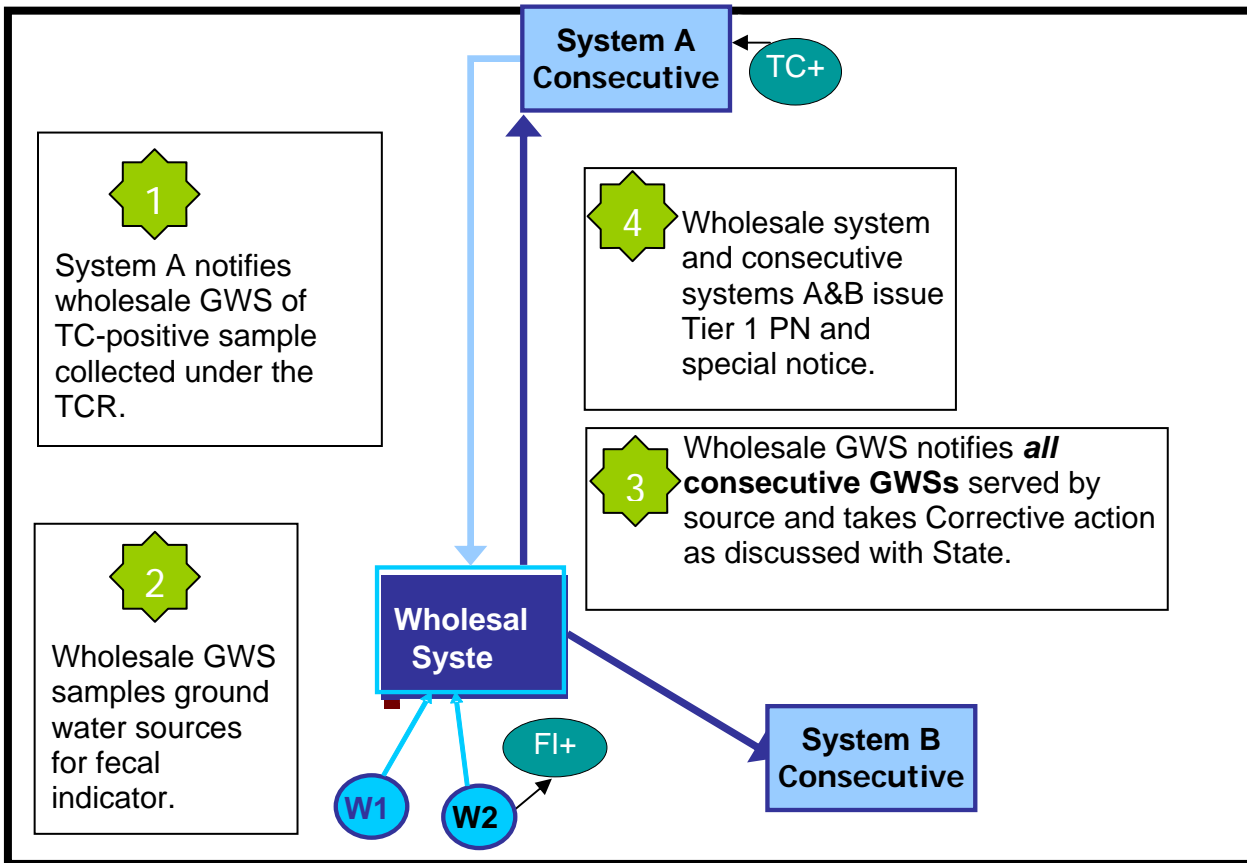 System A
Consecutive
TC+
1
System A notifies
wholesale GWS of
TC-positive sample
collected under the
TCR.
4
Wholesale system
and consecutive
systems A&B issue
Tier 1 PN and
special notice.
3
Wholesale GWS notifies all
consecutive GWSs served by
source and takes Corrective action
as discussed with State.
2
Wholesale GWS
samples ground
water sources
for fecal
indicator.
Wholesal
Syste
FI+
W1
W2
System B
Consecutive